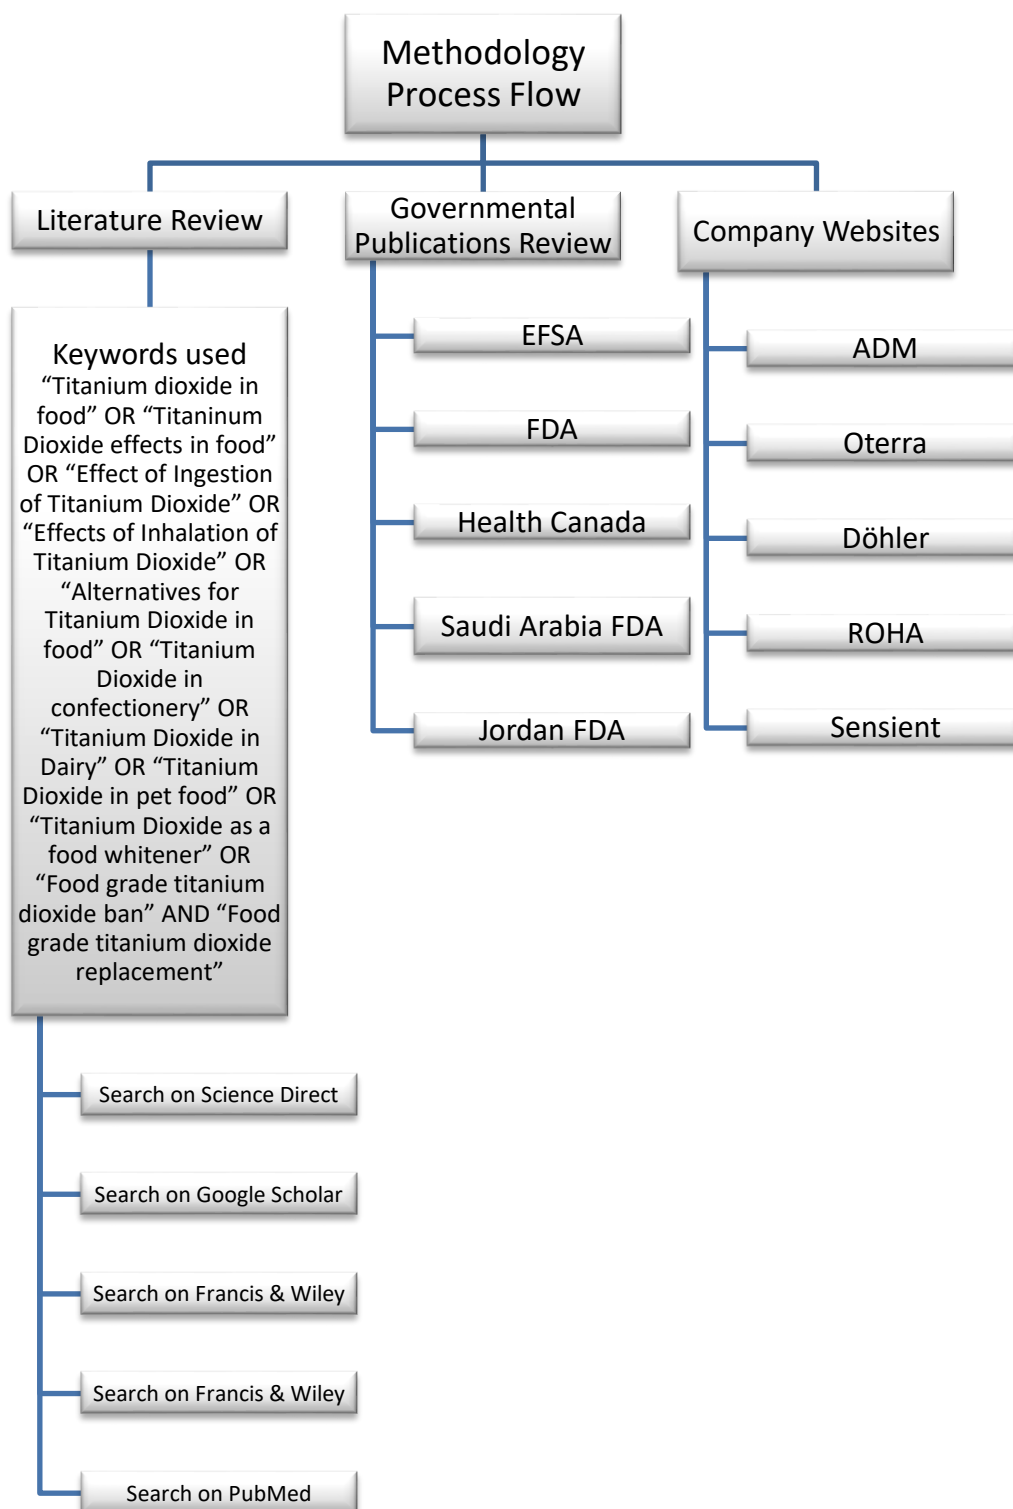 Methodology
Process Flow
Literature Review
Keywords used
“Titanium dioxide in
food” OR “Titaninum
Dioxide effects in food”
OR “Effect of Ingestion
of Titanium Dioxide” OR
“Effects of Inhalation of
Titanium Dioxide” OR
“Alternatives for
Titanium Dioxide in
food” OR “Titanium
Dioxide in
confectionery” OR
“Titanium Dioxide in
Dairy” OR “Titanium
Dioxide in pet food” OR
“Titanium Dioxide as a
food whitener” OR
“Food grade titanium
dioxide ban” AND “Food
grade titanium dioxide
replacement”
Search on Science Direct
Search on Google Scholar
Search on Francis & Wiley
Search on Francis & Wiley
Search on PubMed
Governmental
Publications Review
EFSA
FDA
Health Canada
Saudi Arabia FDA
Jordan FDA
Company Websites
ADM
Oterra
Döhler
ROHA
Sensient